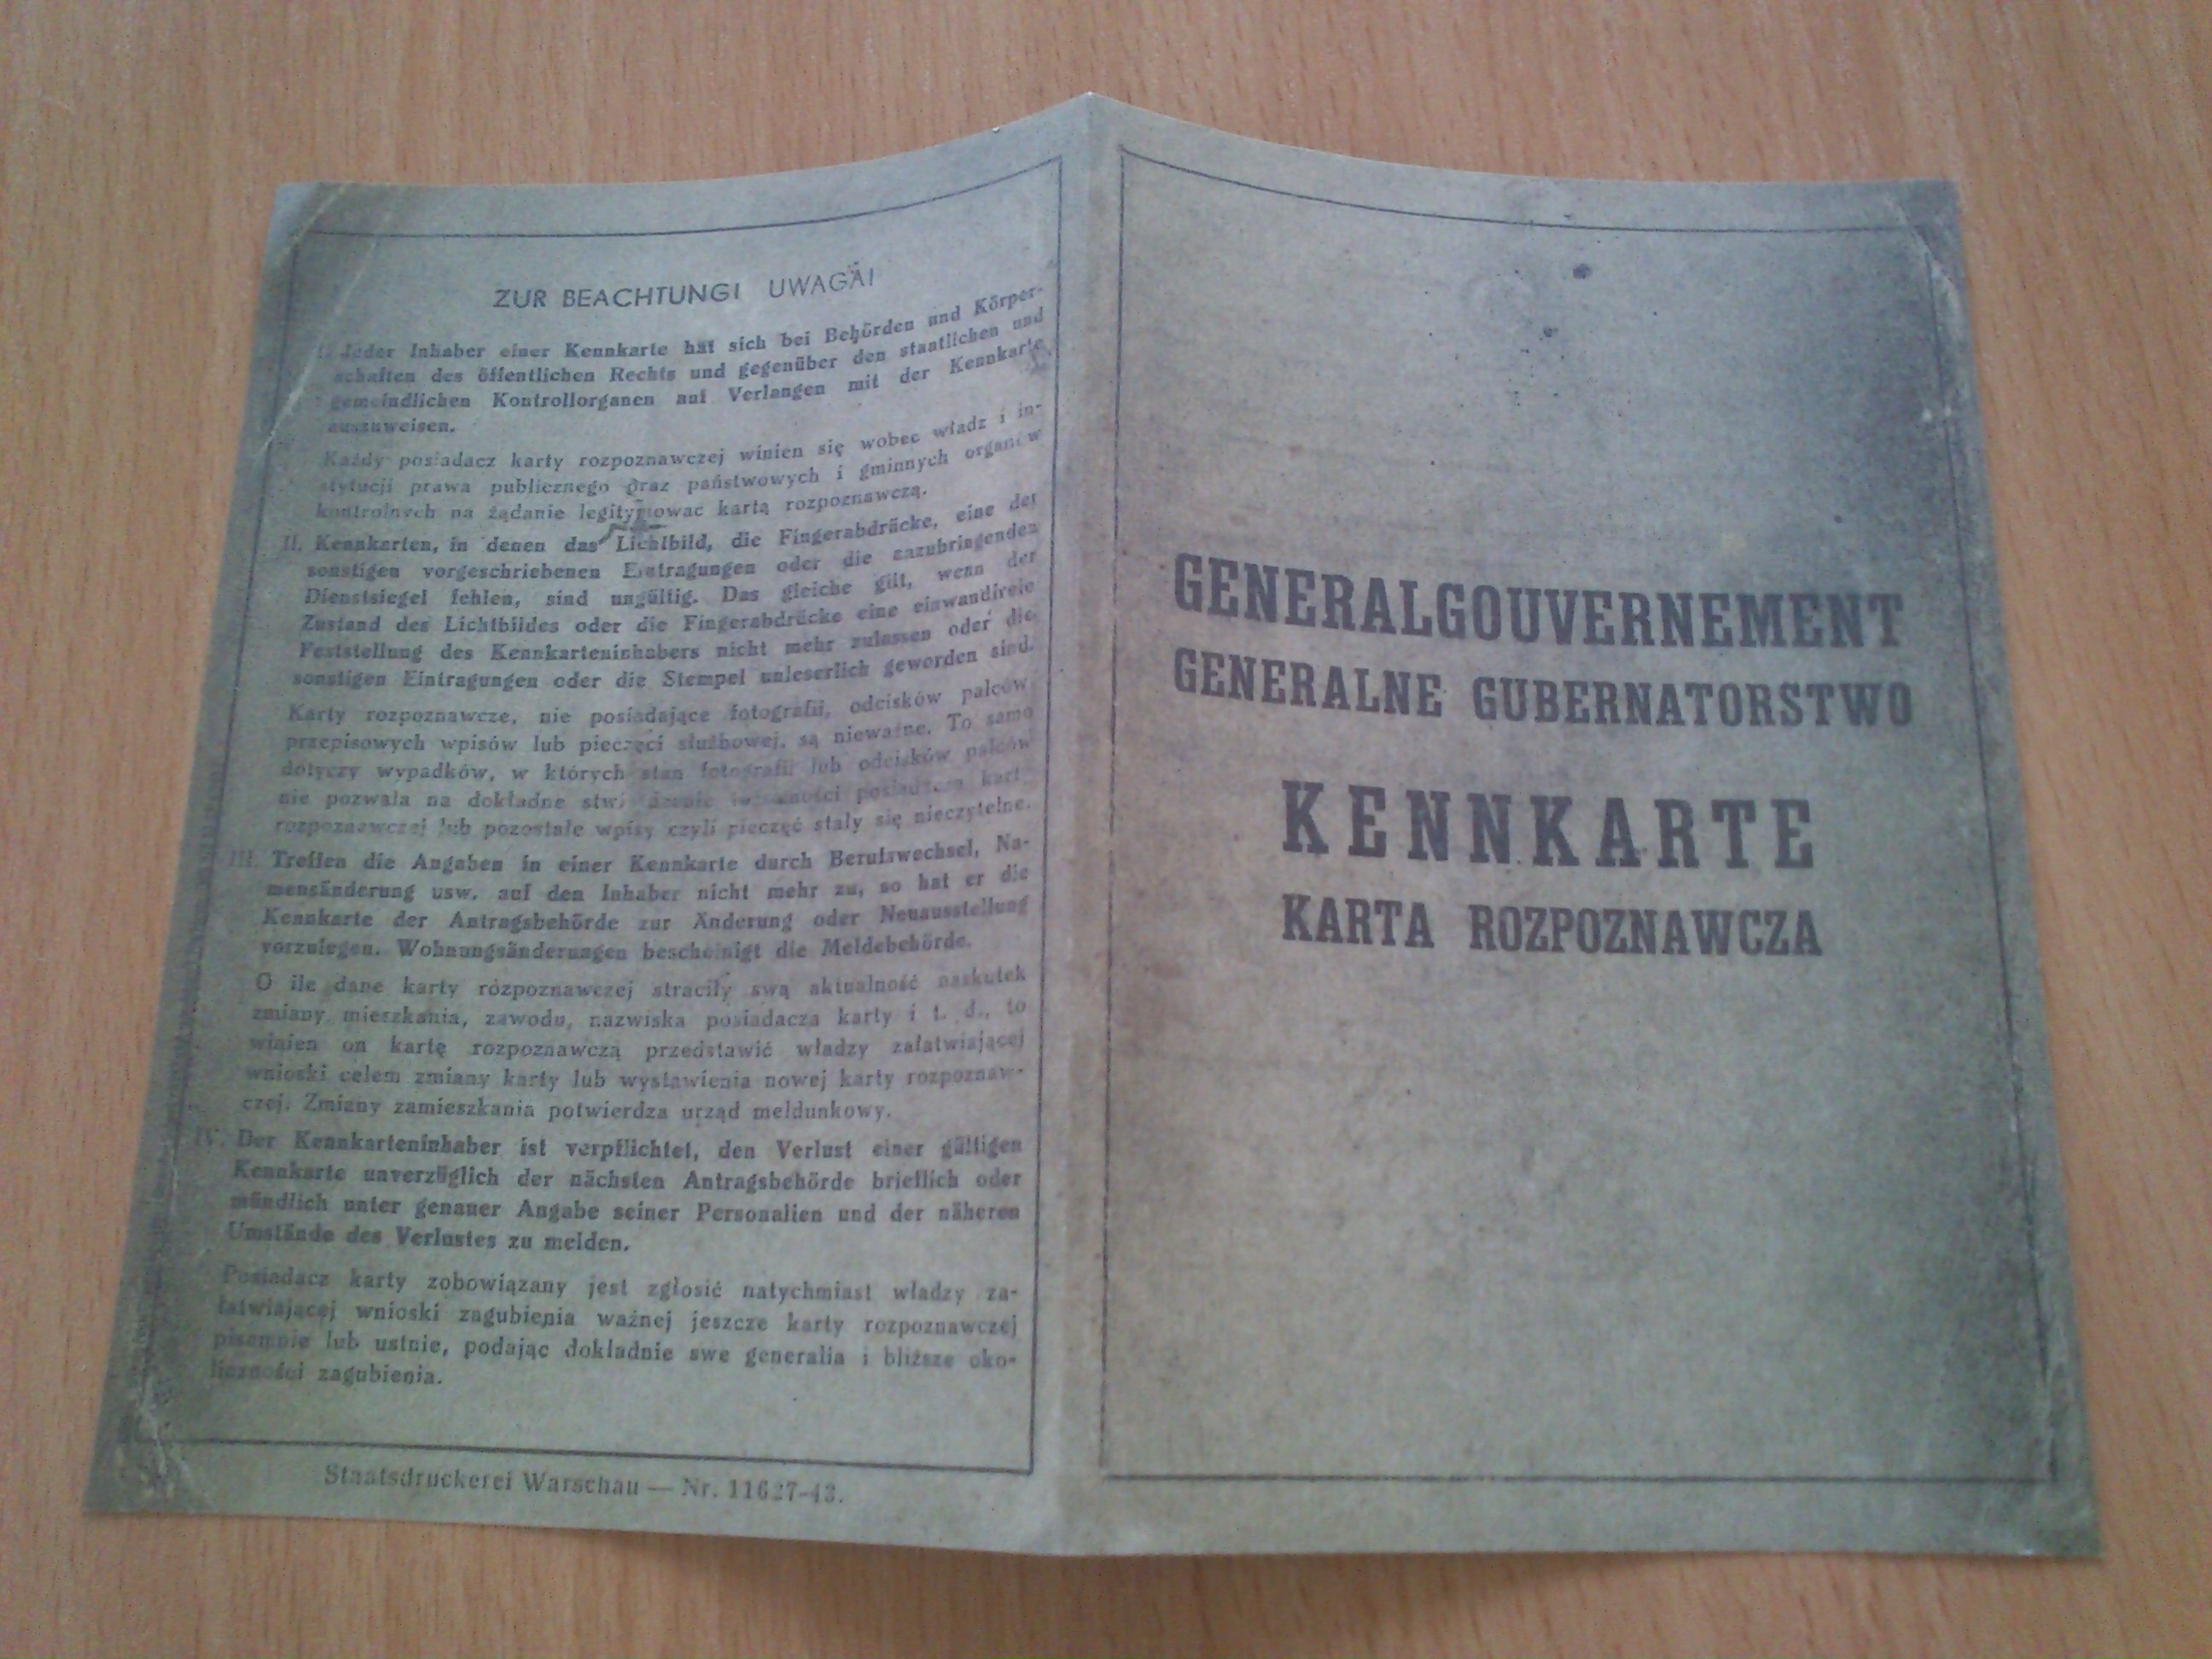 ZUR BEACHTUNG! UWAGA!
I. Jeder Inhaber einer Kennkarte hat sich bei Behörden und Körper-
schaften des öffentlichen Rechts und gegenüber den staatlichen und
gemeindlichen Kontrollorganen auf Verlangen mit der Kennkarte
auszuweisen.
Każdy posiadacz karty rozpoznawczej winien się wobec władz i in-
stytucji prawa publicznego oraz państwowych i gminnych organów
kontrolnych na żądanie legitymować kartą rozpoznawczą.
II. Kennkarten, in denen das Lichtbild, die Fingerabdrücke, eine der
sonstigen vorgeschriebenen Eintragungen oder die anzubringenden
Dienstsiegel fehlen, sind ungültig. Das gleiche gilt, wenn der
Zustand des Lichtbildes oder die Fingerabdrücke eine einwandfreie
Feststellung des Kennkarteninhabers nicht mehr zulassen oder die
sonstigen Eintragungen oder die Stempel unleserlich geworden sind.
Karty rozpoznawcze, nie posiadające fotografii, odcisków palców
przepisowych wpisów lub pieczęci służbowej, są nieważne. To samo
dotyczy wypadków, w których stan fotografii lub odcisków palców
nie pozwala na dokładne posiadacza
rozpoznawczej lub pozostałe wpisy czyli pieczęć stały się nieczytelne.
III. Treffen die Angaben in einer Kennkarte durch Berufswechsel, Na-
mensänderung usw. auf den Inhaber nicht mehr zu, so hat er die
Kennkarte der Antragsbehörde zur Änderung oder Neuausstellung
vorzulegen. Wohnungsänderungen bescheinigt die Meldebehörde.
O ile dane karty rozpoznawczej straciły swą aktualność naskutek
zmiany mieszkania, zawodu, nazwiska posiadacza karty i t. d., to
winien on kartę rozpoznawczą przedstawić władzy załatwiającej
wnioski celem zmiany karty lub wystawienia nowej karty rozpoznaw-
czej. Zmiany zamieszkania potwierdza urząd meldunkowy.
IV. Der Kennkarteninhaber ist verpflichtet, den Verlust einer gültigen
Kennkarte unverzüglich der nächsten Antragsbehörde brieflich oder
mündlich unter genauer Angabe seiner Personalien und der näheren
Umstände des Verlustes zu melden.
Posiadacz karty zobowiązany jest zgłosić natychmiast władzy za-
łatwiającej wnioski zagubienia ważnej jeszcze karty rozpoznawczej
pisemnie lub ustnie, podając dokładnie swe generalia i bliższe oko-
liczności zagubienia.
Staatsdruckerei Warschau — Nr. 11627-43.
GENERALGOUVERNEMENT
GENERALNE GUBERNATORSTWO
KENNKARTE
KARTA ROZPOZNAWCZA